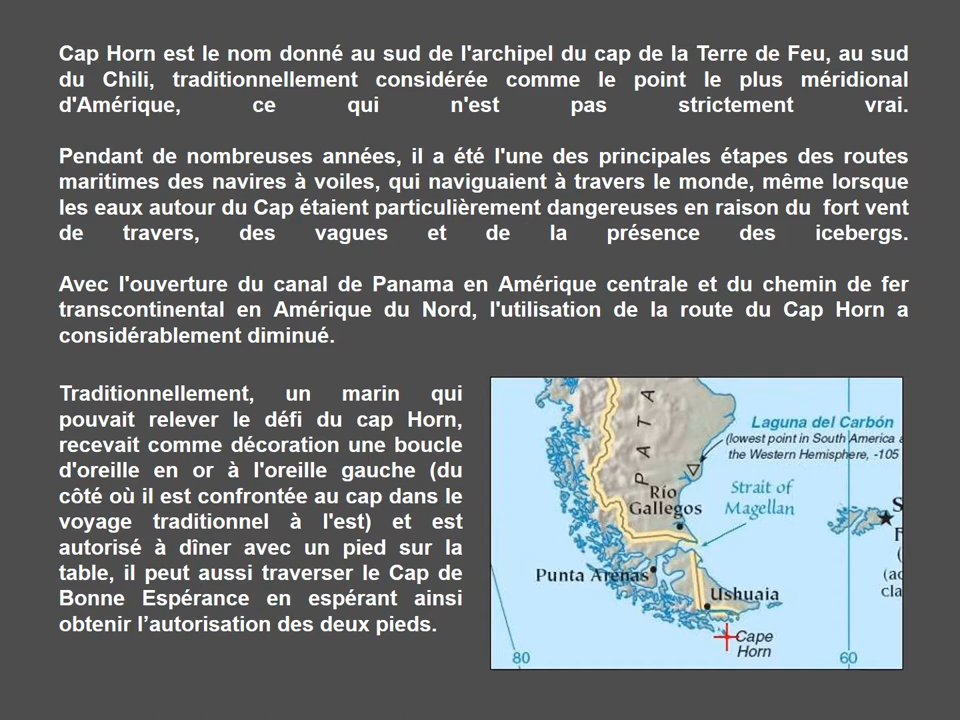 Cap Horn est le nom donné au sud de l'archipel du cap de la Terre de Feu, au sud
du Chili, traditionnellement considérée comme le point le plus méridional
d'Amérique, ce qui n'est pas strictement vrai.
Pendant de nombreuses années, il a été l'une des principales étapes des routes
maritimes des navires à voiles, qui naviguaient à travers le monde, même lorsque
les eaux autour du Cap étaient particulièrement dangereuses en raison du fort vent
de travers, des vagues et de la présence des icebergs.
Avec l'ouverture du canal de Panama en Amérique centrale et du chemin de fer
transcontinental en Amérique du Nord, l'utilisation de la route du Cap Horn a
considérablement diminué.
Traditionnellement, un marin qui
pouvait relever le défi du cap Horn,
recevait comme décoration une boucle
d'oreille en or à l'oreille gauche (du
côté où il est confrontée au cap dans le
voyage traditionnel à l'est) et est
autorisé à dîner avec un pied sur la
table, il peut aussi traverser le Cap de
Bonne Espérance en espérant ainsi
obtenir l’autorisation des deux pieds.
P A T A
Laguna del Carbón
(lowest point in South America a
the Western Hemisphere, -105
Río
Gallegos
Strait of
Magellan
S
F
(
(ad
cla
Punta Arenas
Ushuaia
Cape
Horn
80
60